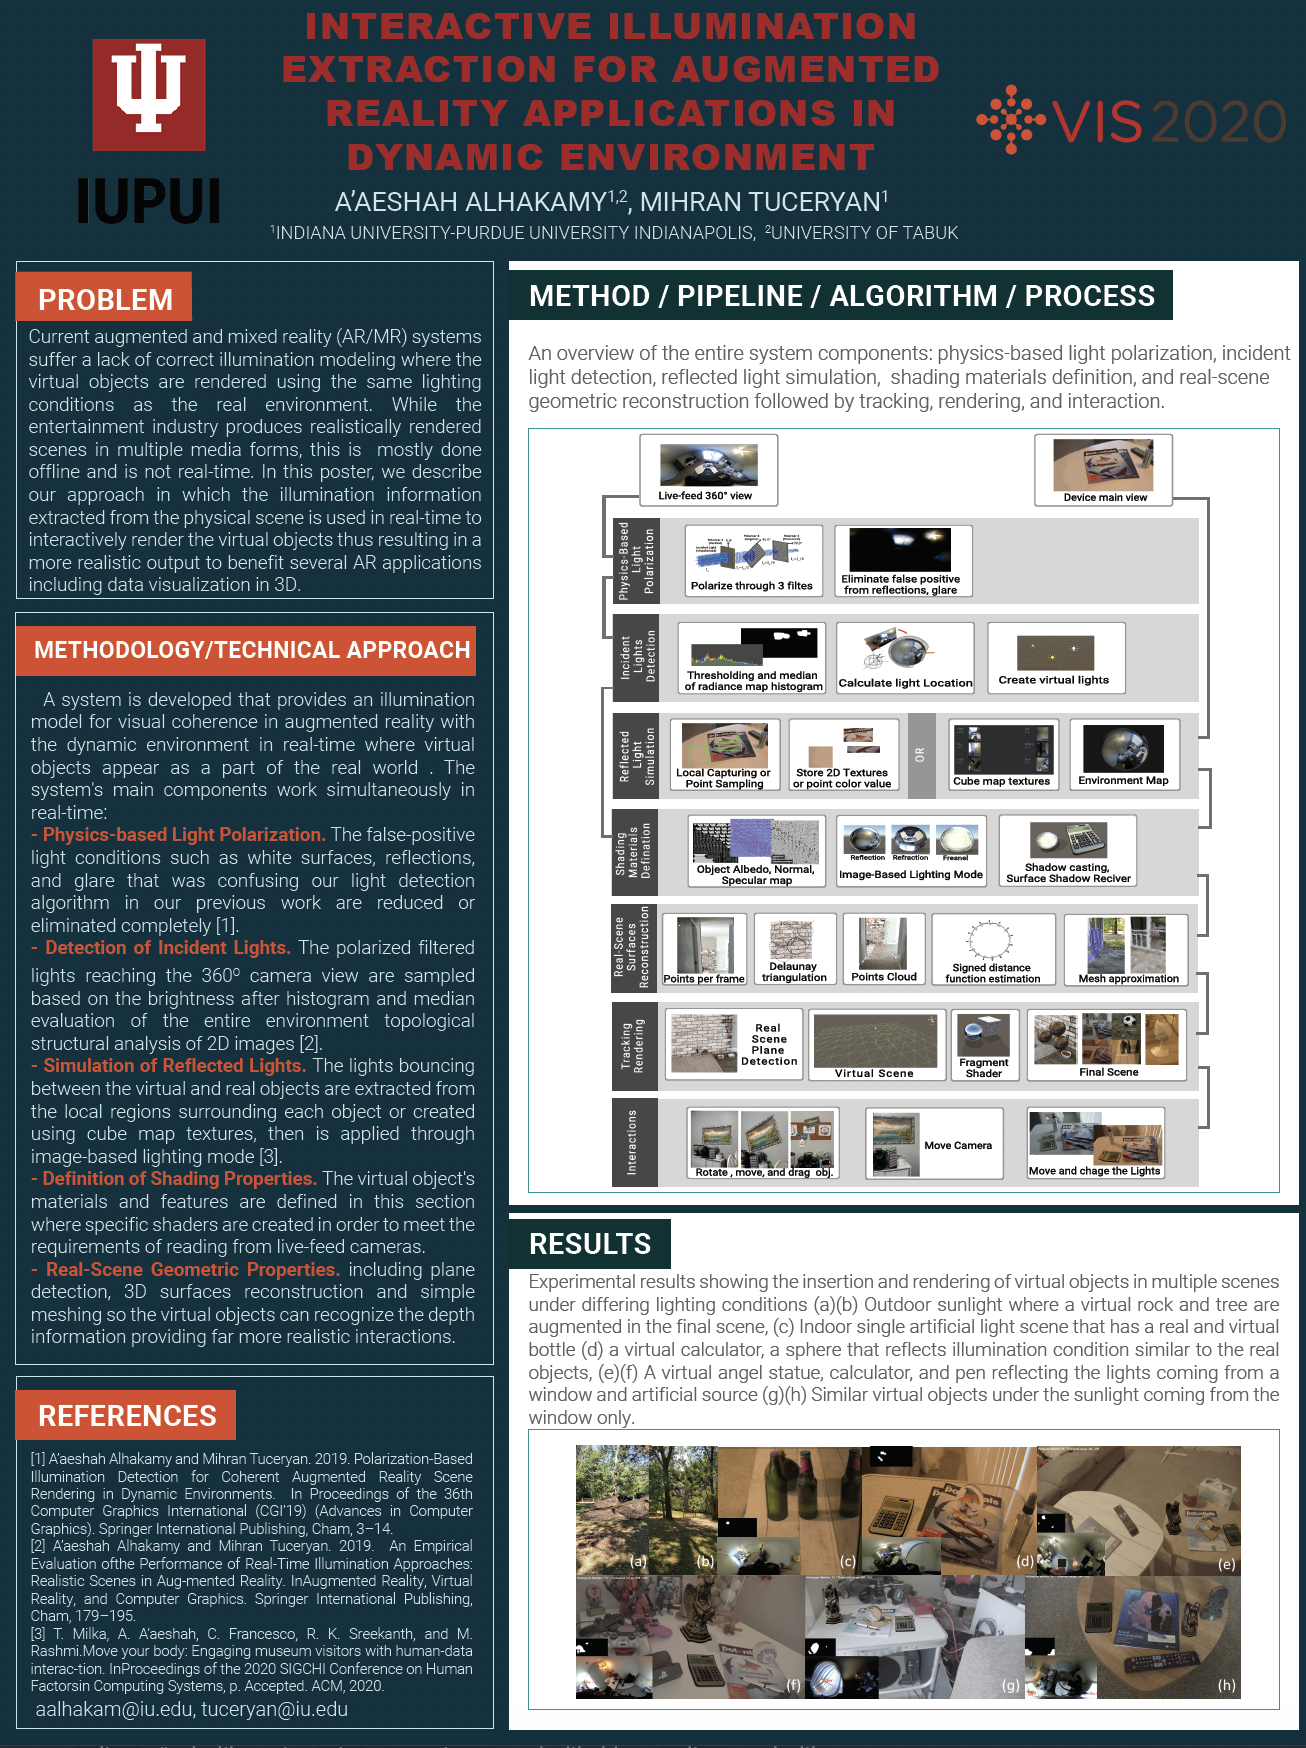 INTERACTIVE ILLUMINATION
EXTRACTION FOR AUGMENTED
REALITY APPLICATIONS IN
DYNAMIC ENVIRONMENT
IUPUI
VIS2020
A'AESHAH ALHAKAMY1,2, MIHRAN TUCERYAN1
1INDIANA UNIVERSITY-PURDUE UNIVERSITY INDIANAPOLIS, 2UNIVERSITY OF TABUK
PROBLEM
Current augmented and mixed reality (AR/MR) systems
suffer a lack of correct illumination modeling where the
virtual objects are rendered using the same lighting
conditions as the real environment. While the
entertainment industry produces realistically rendered
scenes in multiple media forms, this is mostly done
offline and is not real-time. In this poster, we describe
our approach in which the illumination information
extracted from the physical scene is used in real-time to
interactively render the virtual objects thus resulting in a
more realistic output to benefit several AR applications
including data visualization in 3D.
METHODOLOGY/TECHNICAL APPROACH
A system is developed that provides an illumination
model for visual coherence in augmented reality with
the dynamic environment in real-time where virtual
objects appear as a part of the real world . The
system's main components work simultaneously in
real-time:
- Physics-based Light Polarization. The false-positive
light conditions such as white surfaces, reflections,
and glare that was confusing our light detection
algorithm in our previous work are reduced or
eliminated completely [1].
- Detection of Incident Lights. The polarized filtered
lights reaching the 360º camera view are sampled
based on the brightness after histogram and median
evaluation of the entire environment topological
structural analysis of 2D images [2].
- Simulation of Reflected Lights. The lights bouncing
between the virtual and real objects are extracted from
the local regions surrounding each object or created
using cube map textures, then is applied through
image-based lighting mode [3].
- Definition of Shading Properties. The virtual object's
materials and features are defined in this section
where specific shaders are created in order to meet the
requirements of reading from live-feed cameras.
- Real-Scene Geometric Properties. including plane
detection, 3D surfaces reconstruction and simple
meshing so the virtual objects can recognize the depth
information providing far more realistic interactions.
REFERENCES
[1] A'aeshah Alhakamy and Mihran Tuceryan. 2019. Polarization-Based
Illumination Detection for Coherent Augmented Reality Scene
Rendering in Dynamic Environments. In Proceedings of the 36th
Computer Graphics International (CGI'19) (Advances in Computer
Graphics). Springer International Publishing, Cham, 3–14.
[2] A'aeshah Alhakamy and Mihran Tuceryan. 2019. An Empirical
Evaluation ofthe Performance of Real-Time Illumination Approaches:
Realistic Scenes in Aug-mented Reality. InAugmented Reality, Virtual
Reality, and Computer Graphics. Springer International Publishing,
Cham, 179–195.
[3] T. Milka, A. A'aeshah, C. Francesco, R. K. Sreekanth, and M.
Rashmi.Move your body: Engaging museum visitors with human-data
interac-tion. InProceedings of the 2020 SIGCHI Conference on Human
Factorsin Computing Systems, p. Accepted. ACM, 2020.
aalhakam@iu.edu, tuceryan@iu.edu
METHOD / PIPELINE / ALGORITHM / PROCESS
An overview of the entire system components: physics-based light polarization, incident
light detection, reflected light simulation, shading materials definition, and real-scene
geometric reconstruction followed by tracking, rendering, and interaction.
Live-feed 360° view
Device main view
Physics-Based
Light
Polarization
Polarize through 3 filtes
Eliminate false positive
from reflections, glare
Incident
Lights
Detection
Thresholding and median
of radiance map histogram
Calculate light Location
Create virtual lights
Reflected
Light
Simulation
Local Capturing or
Point Sampling
Store 2D Textures
or point color value
OR
Cube map textures
Environment Map
Shading
Materials
Defination
Object Albedo, Normal,
Specular map
Reflection Refraction Fresnel
Image-Based Lighting Mode
Shadow casting,
Surface Shadow Reciver
Real-Scene
Surfaces
Reconstruction
Points per frame
Delaunay
triangulation
Points Cloud
Signed distance
function estimation
Mesh approximation
Tracking
Rendering
Real
Scene
Plane
Detection
Virtual Scene
Fragment
Shader
Final Scene
Interactions
Rotate , move, and drag obj.
Move Camera
Move and chage the Lights
RESULTS
Experimental results showing the insertion and rendering of virtual objects in multiple scenes
under differing lighting conditions (a)(b) Outdoor sunlight where a virtual rock and tree are
augmented in the final scene, (c) Indoor single artificial light scene that has a real and virtual
bottle (d) a virtual calculator, a sphere that reflects illumination condition similar to the real
objects, (e)(f) A virtual angel statue, calculator, and pen reflecting the lights coming from a
window and artificial source (g)(h) Similar virtual objects under the sunlight coming from the
window only.
(a) (b) (c) (d) (e)
(f) (g) (h)